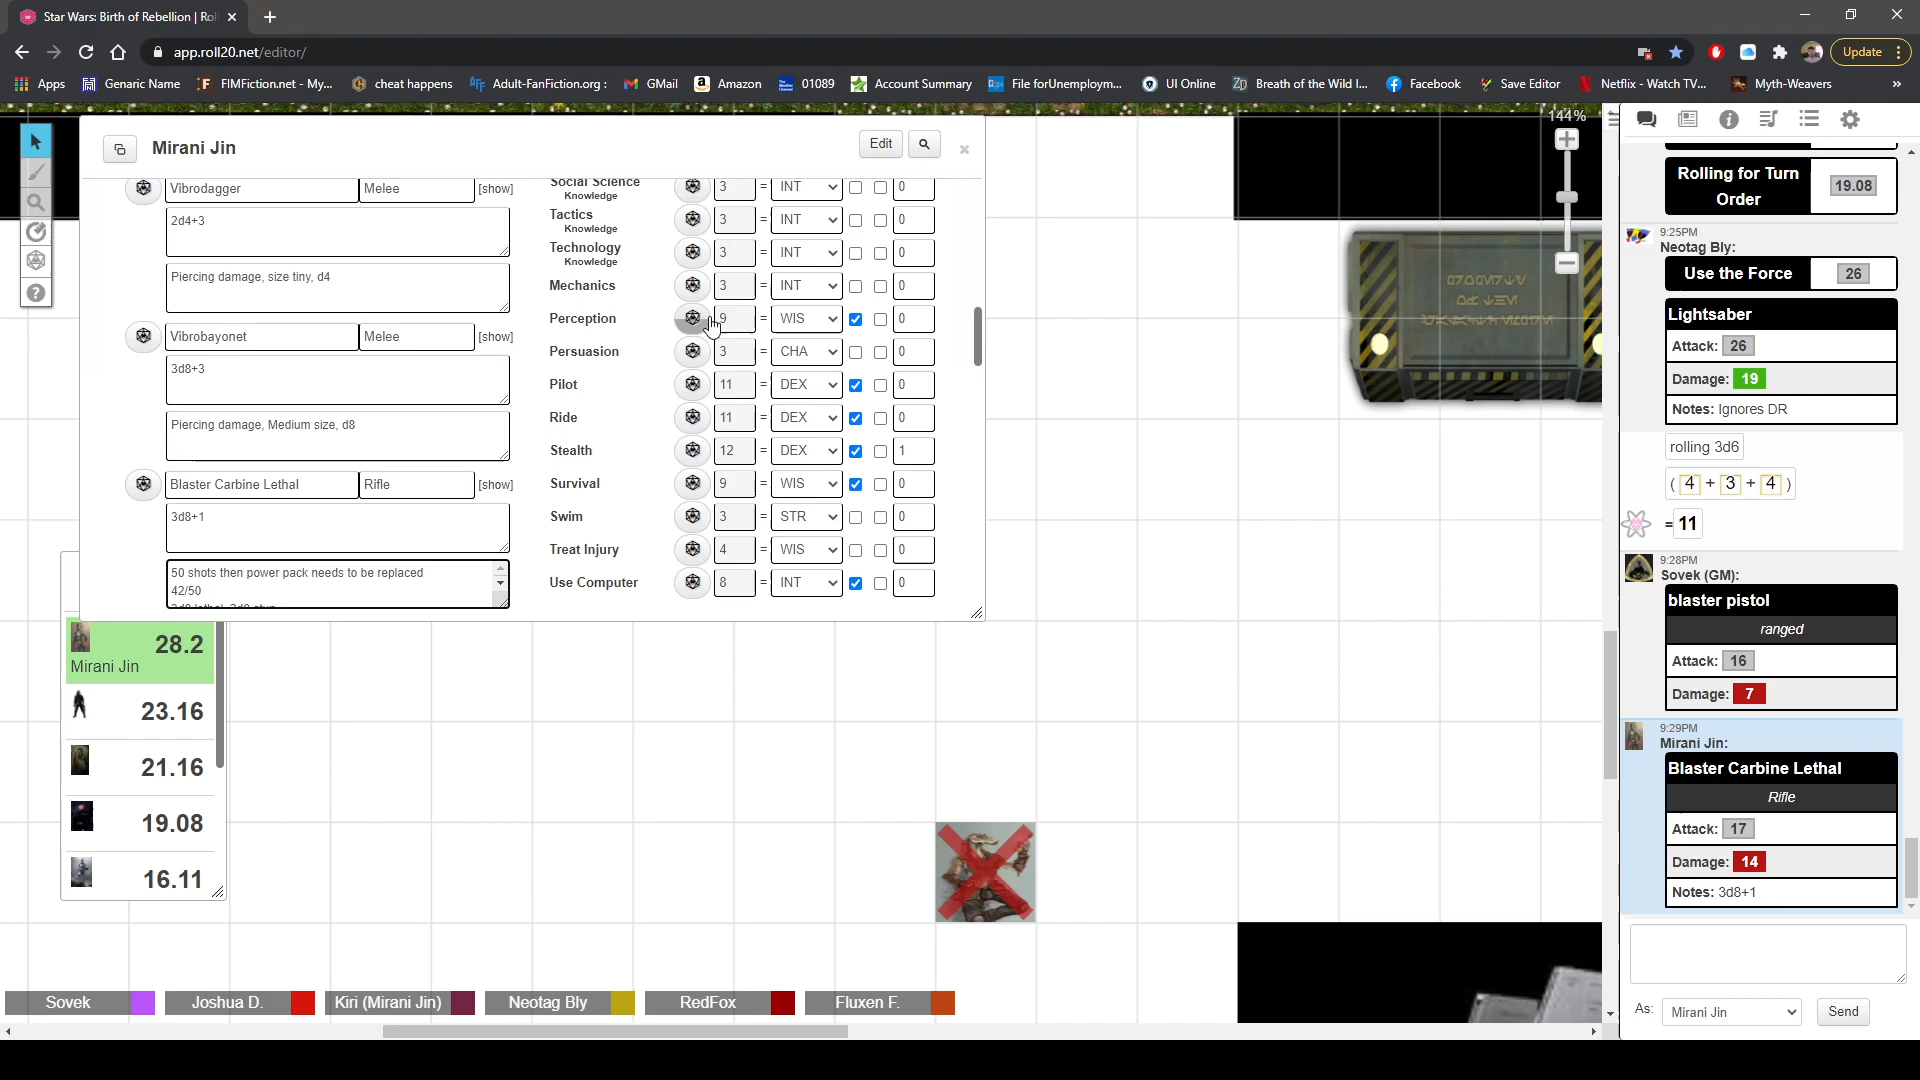 Star Wars: Birth of Rebellion | Rol
app.roll20.net/editor/
Update
Apps
Genaric Name
FIMFiction.net - My...
cheat happens
Adult-FanFiction.org :
GMail
Amazon
01089
Account Summary
File forUnemploym...
UI Online
Breath of the Wild I...
Facebook
Save Editor
Netflix - Watch TV...
Myth-Weavers
»
144%
Mirani Jin
Edit
Vibrodagger Melee [show]
2d4+3
Piercing damage, size tiny, d4
Vibrobayonet Melee [show]
3d8+3
Piercing damage, Medium size, d8
Blaster Carbine Lethal Rifle [show]
3d8+1
50 shots then power pack needs to be replaced
42/50
Social Science 3 = INT 0
Knowledge
Tactics 3 = INT 0
Knowledge
Technology 3 = INT 0
Knowledge
Mechanics 3 = INT 0
Perception 9 = WIS 0
Persuasion 3 = CHA 0
Pilot 11 = DEX 0
Ride 11 = DEX 0
Stealth 12 = DEX 1
Survival 9 = WIS 0
Swim 3 = STR 0
Treat Injury 4 = WIS 0
Use Computer 8 = INT 0
28.2
Mirani Jin
23.16
21.16
19.08
16.11
Sovek
Joshua D.
Kiri (Mirani Jin)
Neotag Bly
RedFox
Fluxen F.
Rolling for Turn Order 19.08
9:25PM
Neotag Bly:
Use the Force 26
Lightsaber
Attack: 26
Damage: 19
Notes: Ignores DR
rolling 3d6
( 4 + 3 + 4 )
= 11
9:28PM
Sovek (GM):
blaster pistol
ranged
Attack: 16
Damage: 7
9:29PM
Mirani Jin:
Blaster Carbine Lethal
Rifle
Attack: 17
Damage: 14
Notes: 3d8+1
As: Mirani Jin Send